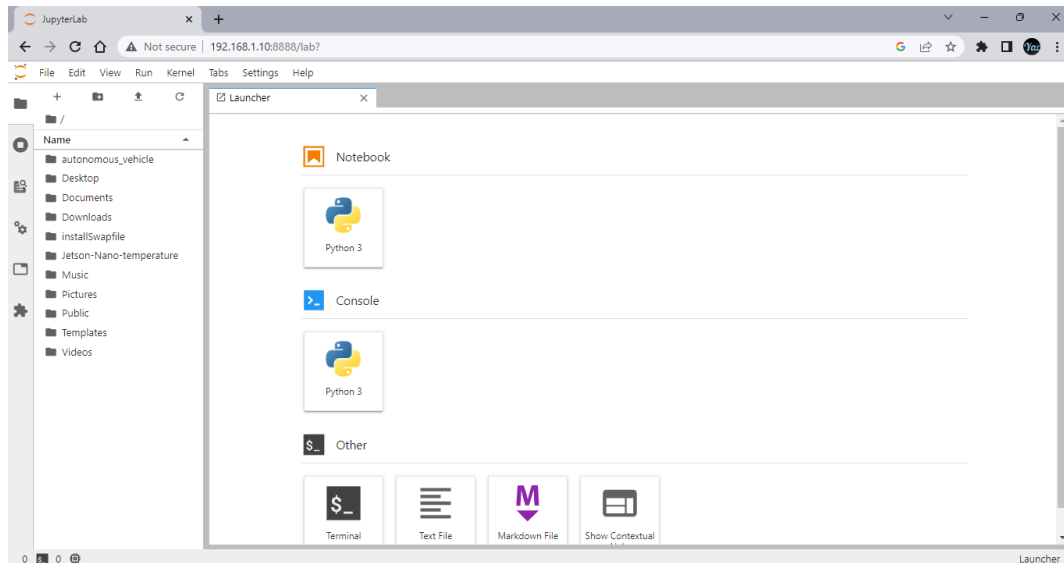 JupyterLab
Not secure 192.168.1.10:8888/lab?
G
Yao
File Edit View Run Kernel Tabs Settings Help
/
Name
autonomous_vehicle
Desktop
Documents
Downloads
installSwapfile
Jetson-Nano-temperature
Music
Pictures
Public
Templates
Videos
Launcher
Notebook
Python 3
>_ Console
Python 3
$_ Other
$_
Terminal
Text File
M
Markdown File
Show Contextual
0 $_ 0
Launcher